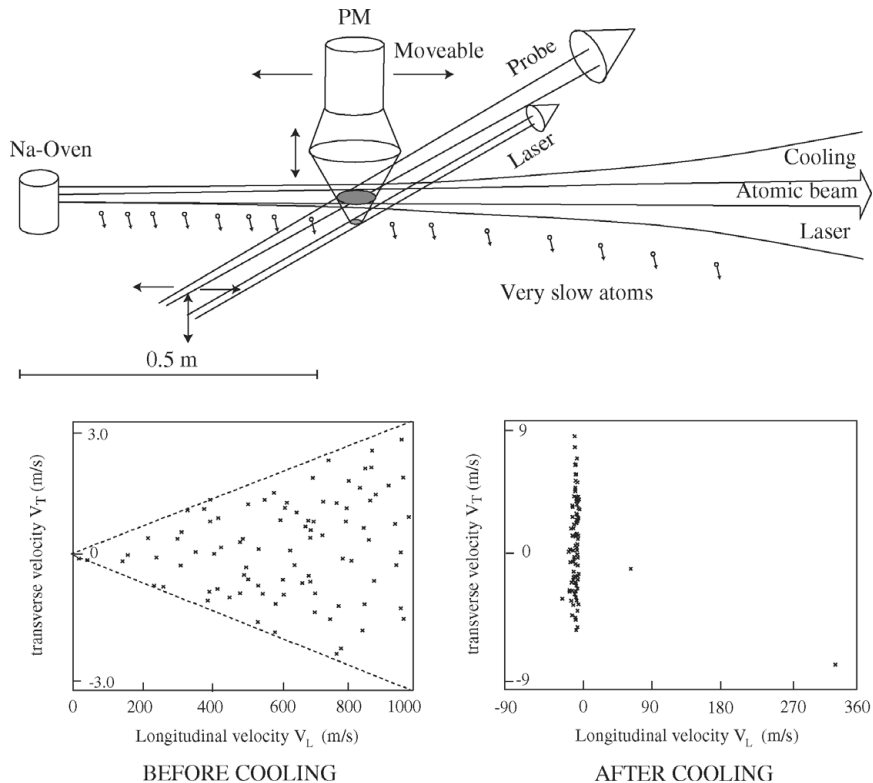 PM
Moveable
Probe
Laser
Na-Oven
Cooling
Atomic beam
Laser
Very slow atoms
0.5 m
transverse velocity V_T (m/s)
3.0
0
-3.0
0 200 400 600 800 1000
Longitudinal velocity V_L (m/s)
BEFORE COOLING
transverse velocity V_T (m/s)
9
0
-9
-90 0 90 180 270 360
Longitudinal velocity V_L (m/s)
AFTER COOLING